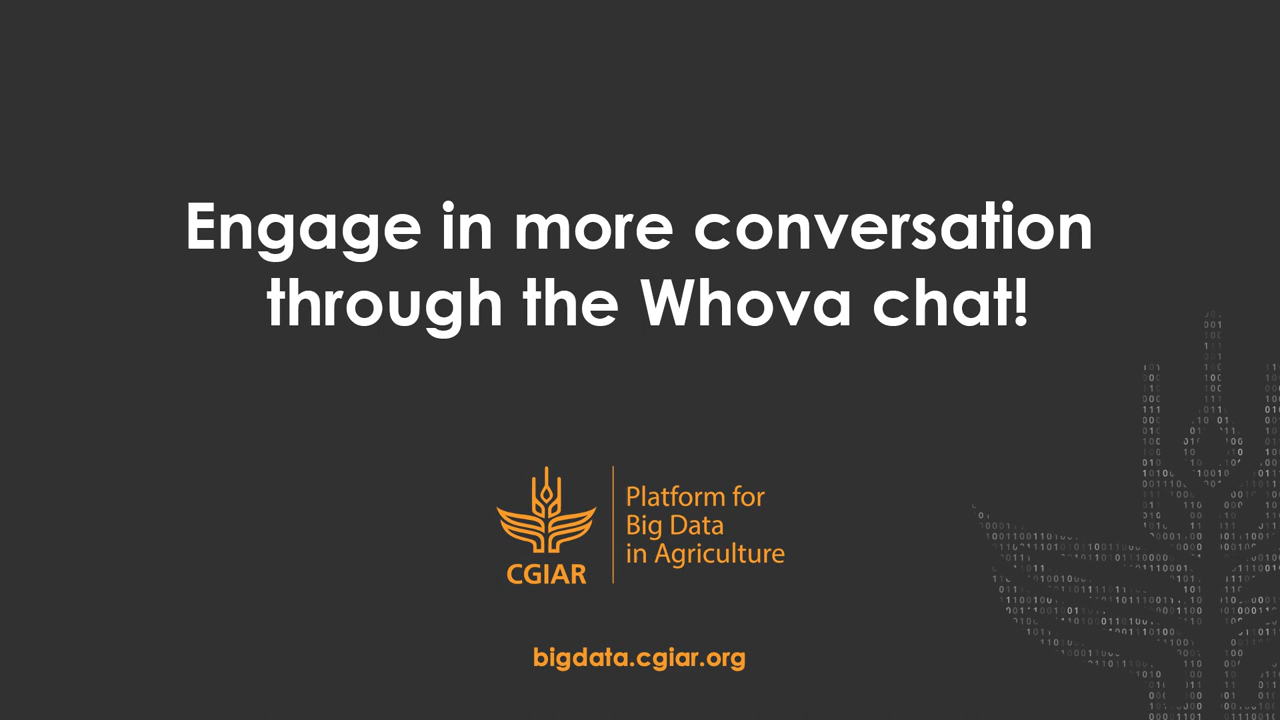 Engage in more conversation
through the Whova chat!
CGIAR
Platform for
Big Data
in Agriculture
bigdata.cgiar.org